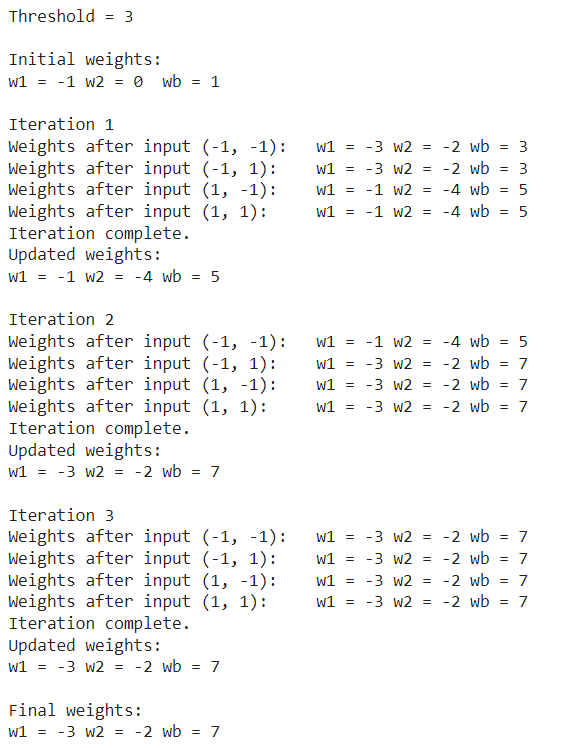 Threshold = 3
Initial weights:
w1 = -1 w2 = 0  wb = 1
Iteration 1
Weights after input (-1, -1):   w1 = -3 w2 = -2 wb = 3
Weights after input (-1, 1):    w1 = -3 w2 = -2 wb = 3
Weights after input (1, -1):    w1 = -1 w2 = -4 wb = 5
Weights after input (1, 1):     w1 = -1 w2 = -4 wb = 5
Iteration complete.
Updated weights:
w1 = -1 w2 = -4 wb = 5
Iteration 2
Weights after input (-1, -1):   w1 = -1 w2 = -4 wb = 5
Weights after input (-1, 1):    w1 = -3 w2 = -2 wb = 7
Weights after input (1, -1):    w1 = -3 w2 = -2 wb = 7
Weights after input (1, 1):     w1 = -3 w2 = -2 wb = 7
Iteration complete.
Updated weights:
w1 = -3 w2 = -2 wb = 7
Iteration 3
Weights after input (-1, -1):   w1 = -3 w2 = -2 wb = 7
Weights after input (-1, 1):    w1 = -3 w2 = -2 wb = 7
Weights after input (1, -1):    w1 = -3 w2 = -2 wb = 7
Weights after input (1, 1):     w1 = -3 w2 = -2 wb = 7
Iteration complete.
Updated weights:
w1 = -3 w2 = -2 wb = 7
Final weights:
w1 = -3 w2 = -2 wb = 7